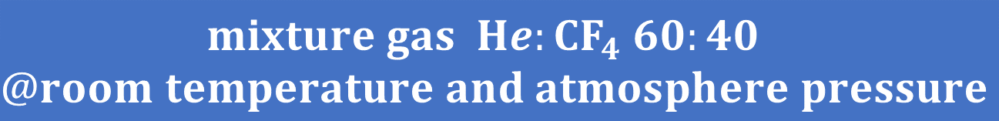 mixture gas He: CF₄ 60: 40
@room temperature and atmosphere pressure